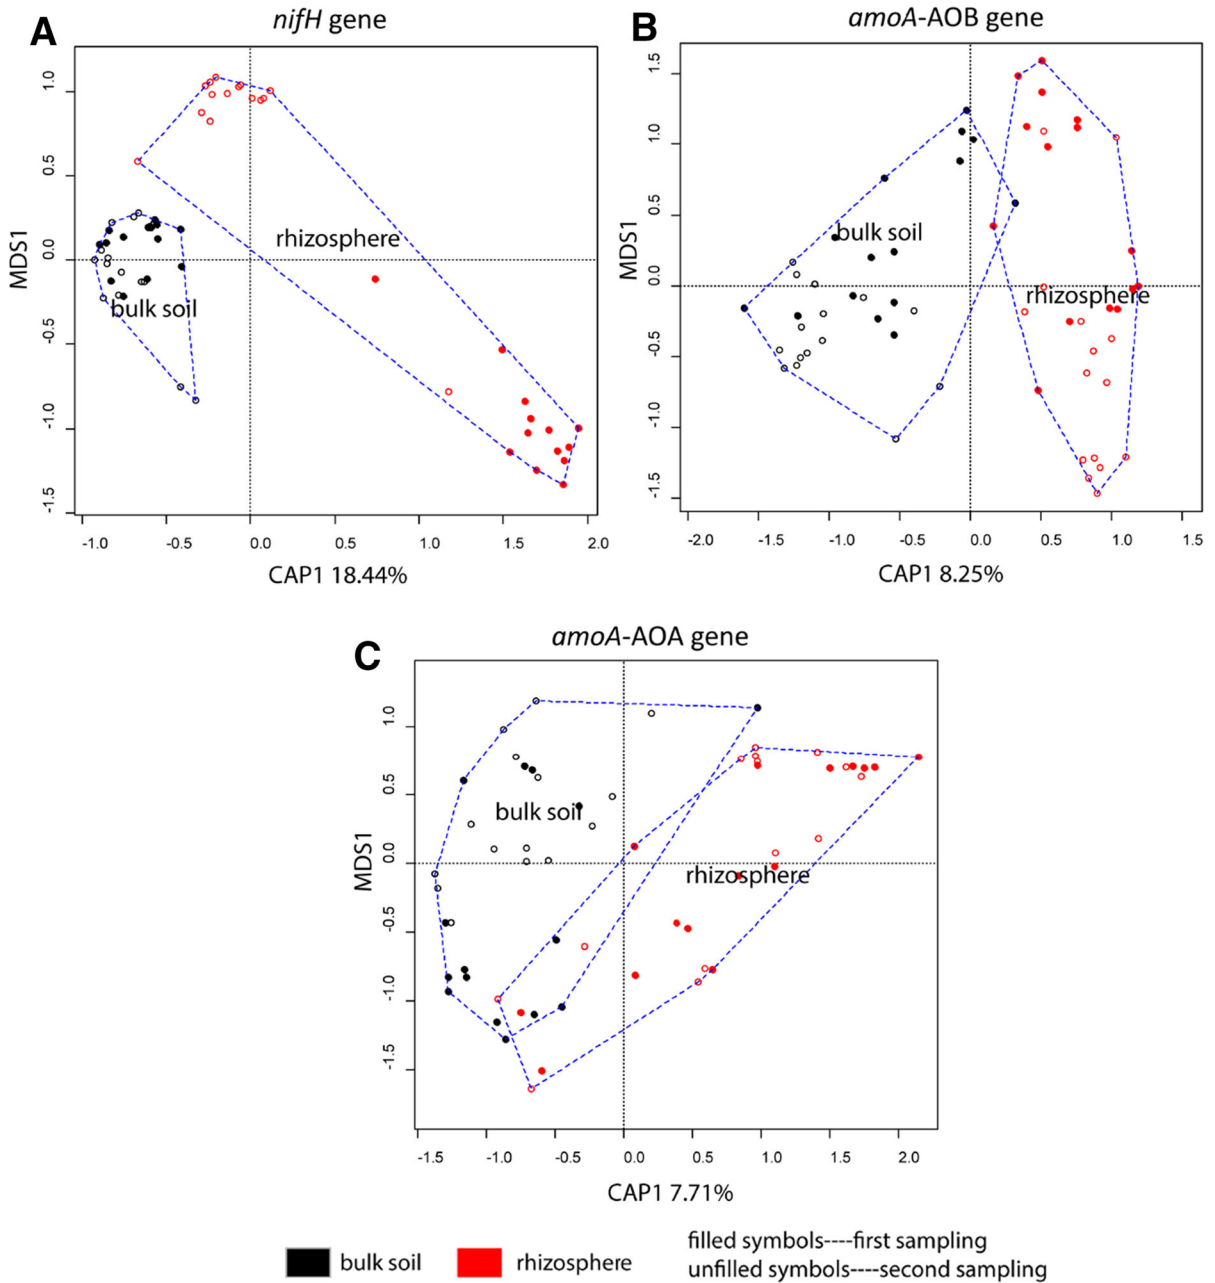 A
nifH gene
MDS1
1.0
0.5
0.0
-0.5
-1.0
-1.5
rhizosphere
bulk soil
-1.0 -0.5 0.0 0.5 1.0 1.5 2.0
CAP1 18.44%
B
amoA-AOB gene
MDS1
1.5
1.0
0.5
0.0
-0.5
-1.0
-1.5
bulk soil
rhizosphere
-2.0 -1.5 -1.0 -0.5 0.0 0.5 1.0 1.5
CAP1 8.25%
C
amoA-AOA gene
MDS1
1.0
0.5
0.0
-0.5
-1.0
-1.5
bulk soil
rhizosphere
-1.5 -1.0 -0.5 0.0 0.5 1.0 1.5 2.0
CAP1 7.71%
bulk soil
rhizosphere
filled symbols----first sampling
unfilled symbols----second sampling